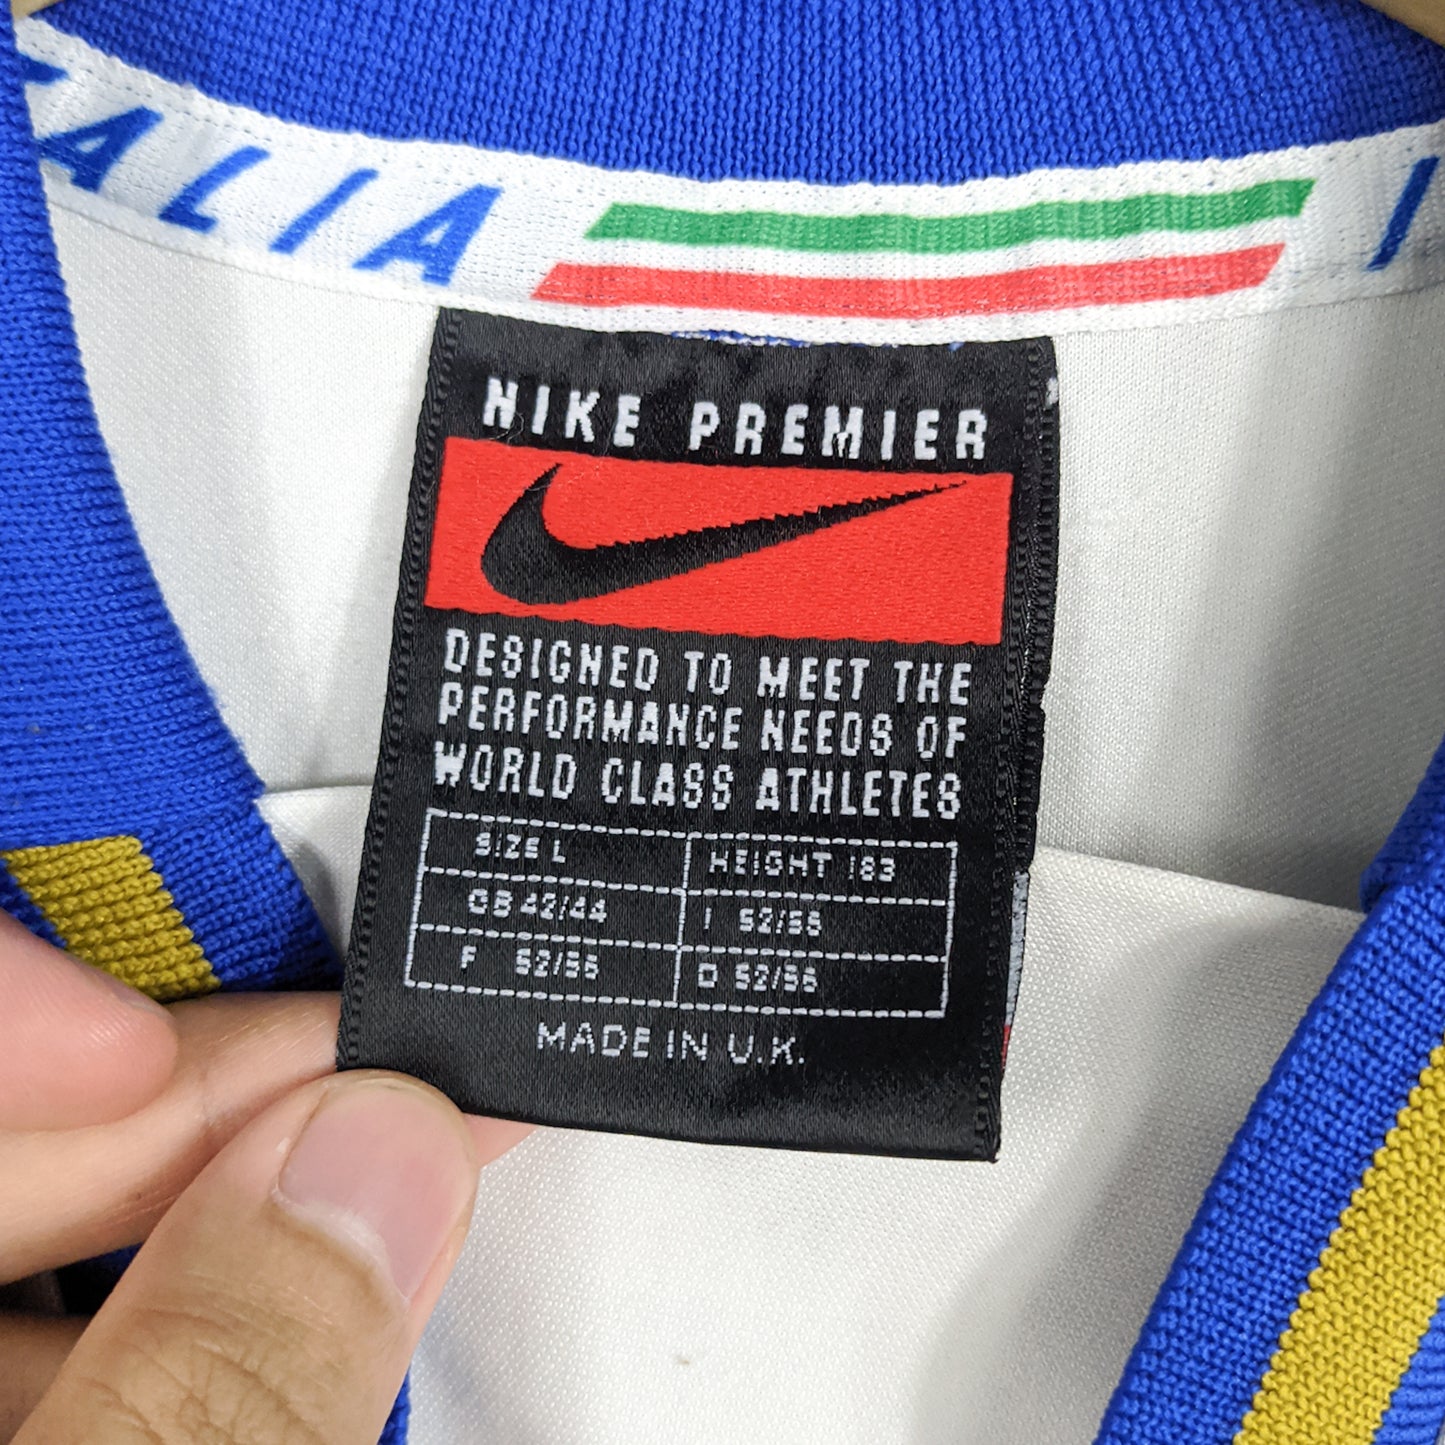 ITALIA
NIKE PREMIER
DESIGNED TO MEET THE
PERFORMANCE NEEDS OF
WORLD CLASS ATHLETES
SIZE L HEIGHT 183
GB 42/44 I 52/56
F 52/56 D 52/56
MADE IN U.K.